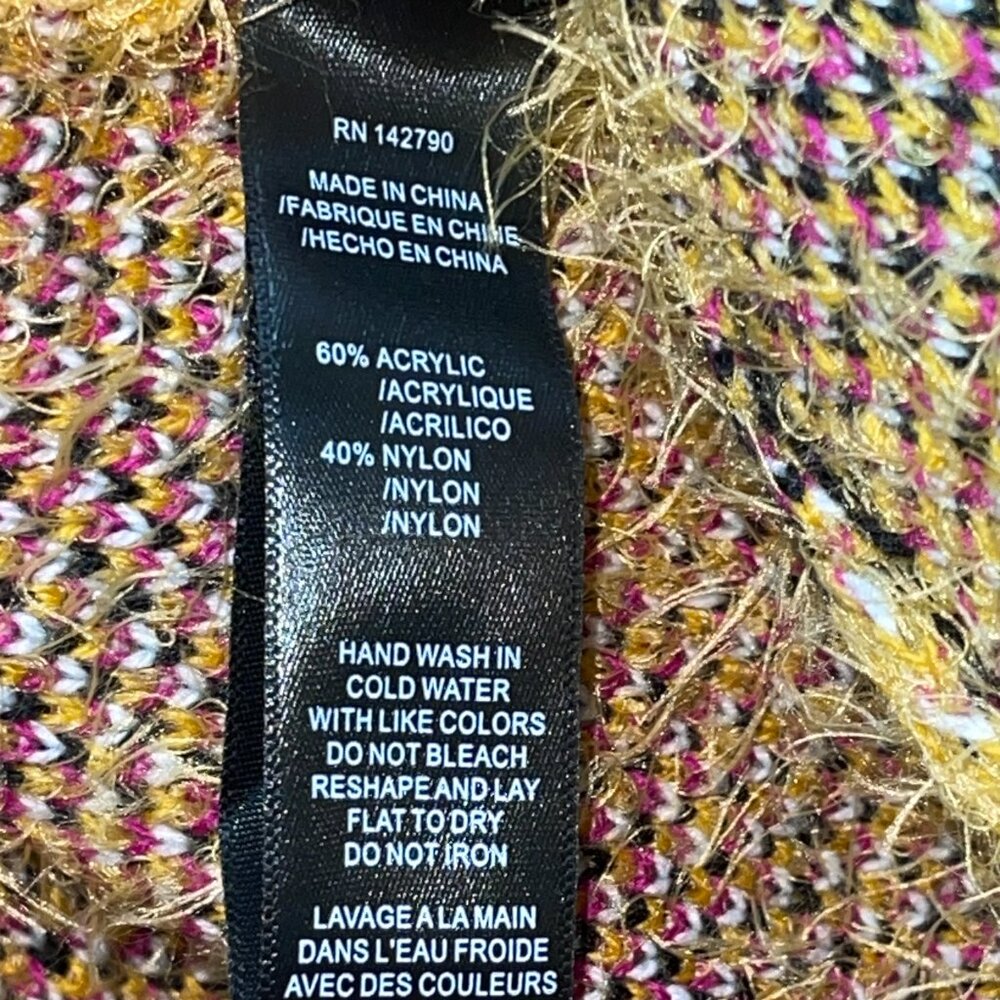 RN 142790
MADE IN CHINA
/FABRIQUE EN CHINE
/HECHO EN CHINA
60% ACRYLIC
/ACRYLIQUE
/ACRILICO
40% NYLON
/NYLON
/NYLON
HAND WASH IN
COLD WATER
WITH LIKE COLORS
DO NOT BLEACH
RESHAPE AND LAY
FLAT TO DRY
DO NOT IRON
LAVAGE A LA MAIN
DANS L'EAU FROIDE
AVEC DES COULEURS